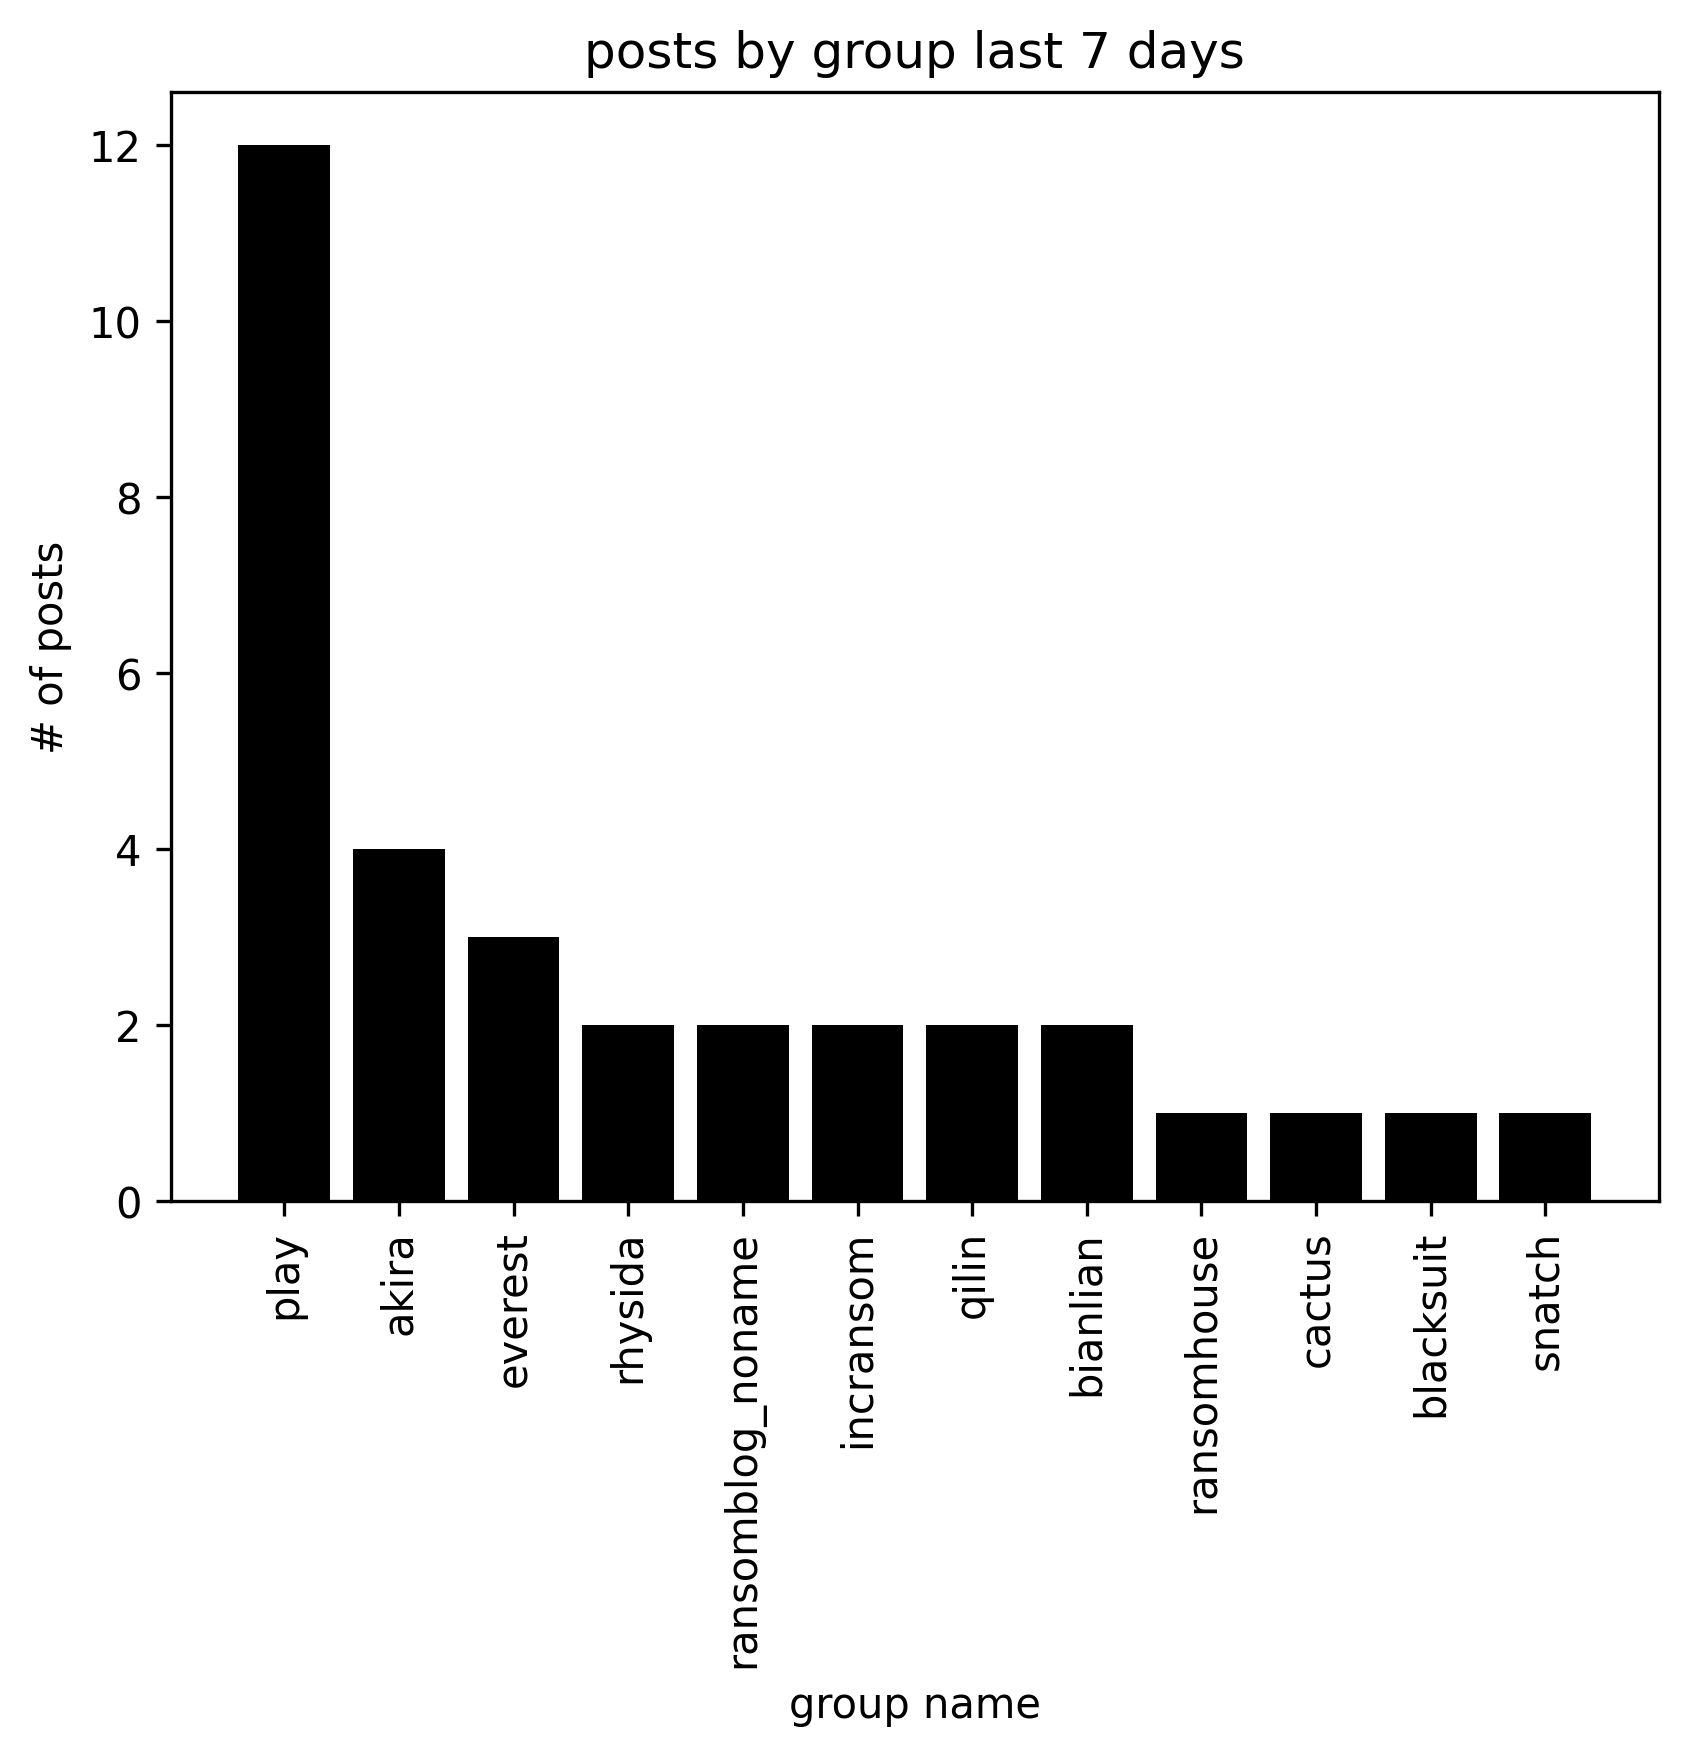 posts by group last 7 days
# of posts
12
10
8
6
4
2
0
play
akira
everest
rhysida
ransomblog_noname
incransom
qilin
bianlian
ransomhouse
cactus
blacksuit
snatch
group name